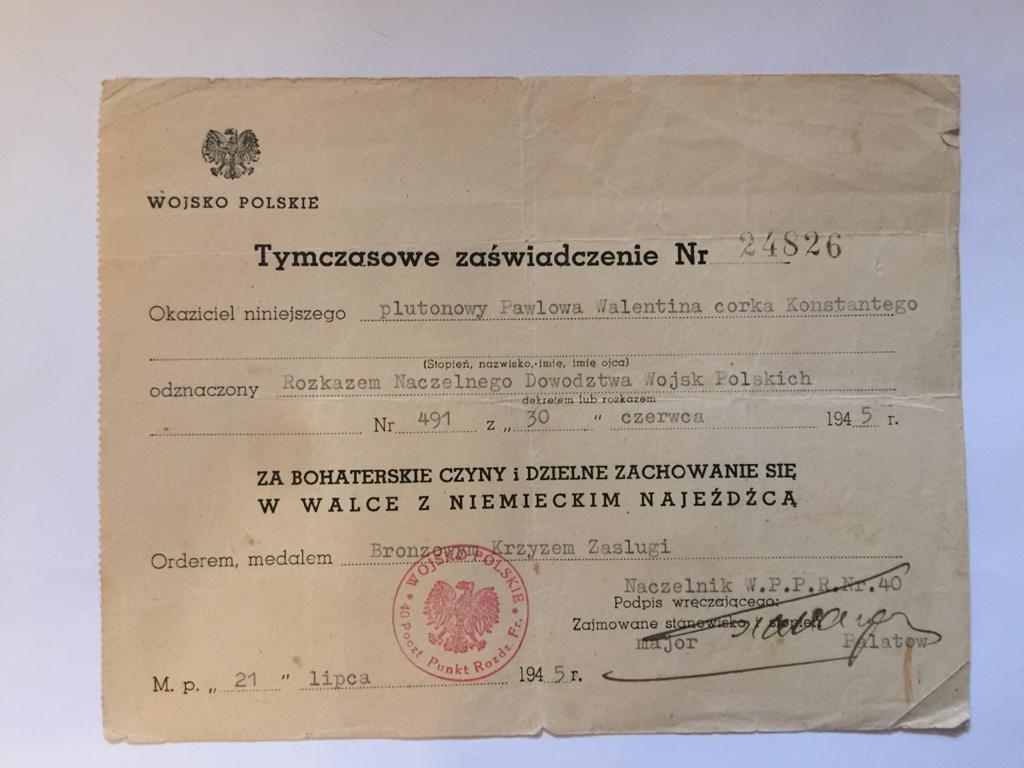 WOJSKO POLSKIE
Tymczasowe zaświadczenie Nr 24826
Okaziciel niniejszego plutonowy Pawlowa Walentina corka Konstantego
(Stopień, nazwisko, imię, imię ojca)
odznaczony Rozkazem Naczelnego Dowodztwa Wojsk Polskich
dekretem lub rozkazem
Nr 491 z „ 30 " czerwca 1945 r.
ZA BOHATERSKIE CZYNY i DZIELNE ZACHOWANIE SIĘ
W WALCE Z NIEMIECKIM NAJEŹDŹCĄ
Orderem, medalem Bronzowym Krzyzem Zaslugi
WOJSKO POLSKIE
40 Poczt. Punkt Rozdz. Fr.
Naczelnik W.P.P.R.Nr.40
Podpis wręczającego:
Zajmowane stanowisko i stopień
major Palatow
M. p. „ 21 " lipca 1945 r.